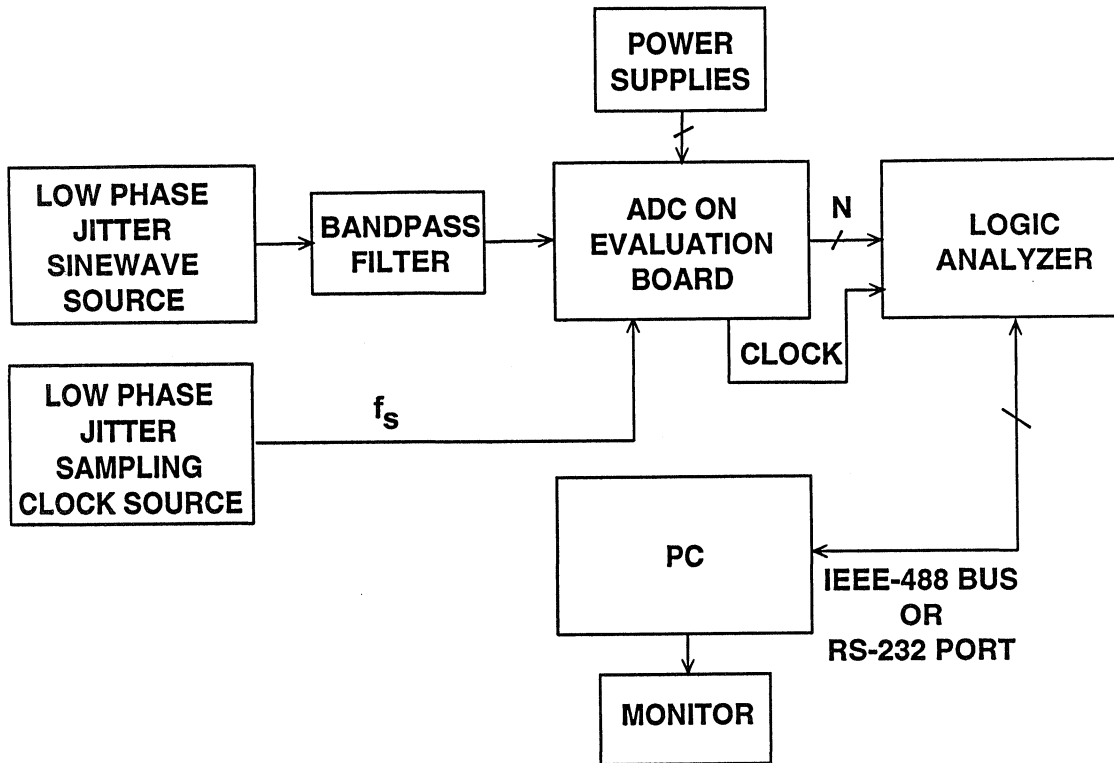 POWER
SUPPLIES
LOW PHASE
JITTER
SINEWAVE
SOURCE
BANDPASS
FILTER
ADC ON
EVALUATION
BOARD
N
LOGIC
ANALYZER
CLOCK
LOW PHASE
JITTER
SAMPLING
CLOCK SOURCE
fs
PC
IEEE-488 BUS
OR
RS-232 PORT
MONITOR